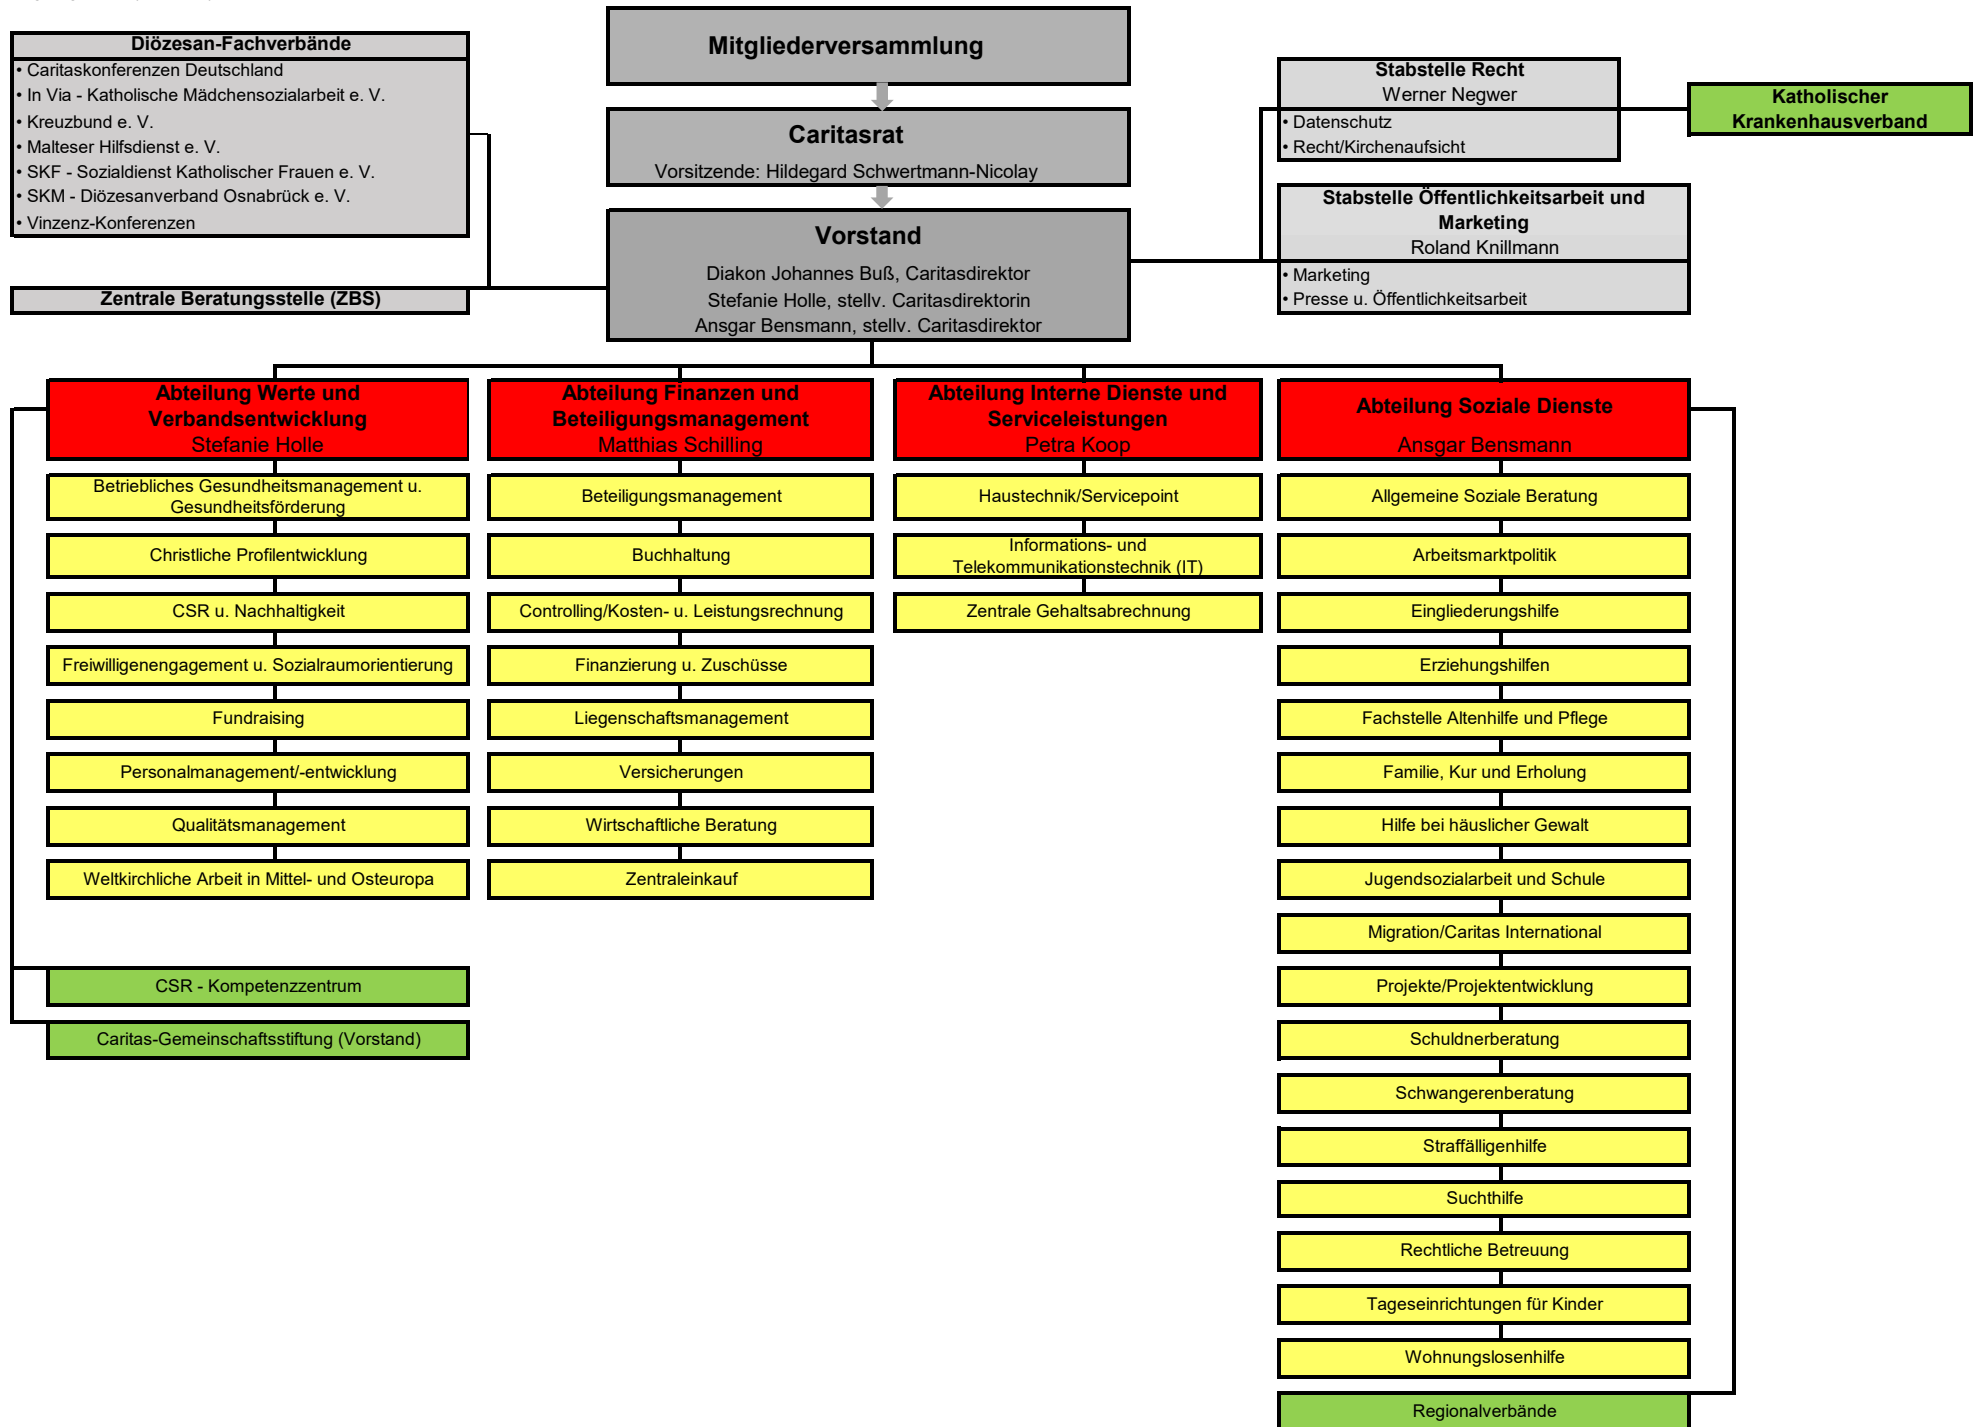 Diözesan-Fachverbände
• Caritaskonferenzen Deutschland
• In Via - Katholische Mädchensozialarbeit e. V.
• Kreuzbund e. V.
• Malteser Hilfsdienst e. V.
• SKF - Sozialdienst Katholischer Frauen e. V.
• SKM - Diözesanverband Osnabrück e. V.
• Vinzenz-Konferenzen
Zentrale Beratungsstelle (ZBS)
Mitgliederversammlung
Caritasrat
Vorsitzende: Hildegard Schwertmann-Nicolay
Vorstand
Diakon Johannes Buß, Caritasdirektor
Stefanie Holle, stellv. Caritasdirektorin
Ansgar Bensmann, stellv. Caritasdirektor
Stabstelle Recht
Werner Negwer
• Datenschutz
• Recht/Kirchenaufsicht
Katholischer
Krankenhausverband
Stabstelle Öffentlichkeitsarbeit und
Marketing
Roland Knillmann
• Marketing
• Presse u. Öffentlichkeitsarbeit
Abteilung Werte und
Verbandsentwicklung
Stefanie Holle
Betriebliches Gesundheitsmanagement u.
Gesundheitsförderung
Christliche Profilentwicklung
CSR u. Nachhaltigkeit
Freiwilligenengagement u. Sozialraumorientierung
Fundraising
Personalmanagement/-entwicklung
Qualitätsmanagement
Weltkirchliche Arbeit in Mittel- und Osteuropa
CSR - Kompetenzzentrum
Caritas-Gemeinschaftsstiftung (Vorstand)
Abteilung Finanzen und
Beteiligungsmanagement
Matthias Schilling
Beteiligungsmanagement
Buchhaltung
Controlling/Kosten- u. Leistungsrechnung
Finanzierung u. Zuschüsse
Liegenschaftsmanagement
Versicherungen
Wirtschaftliche Beratung
Zentraleinkauf
Abteilung Interne Dienste und
Serviceleistungen
Petra Koop
Haustechnik/Servicepoint
Informations- und
Telekommunikationstechnik (IT)
Zentrale Gehaltsabrechnung
Abteilung Soziale Dienste
Ansgar Bensmann
Allgemeine Soziale Beratung
Arbeitsmarktpolitik
Eingliederungshilfe
Erziehungshilfen
Fachstelle Altenhilfe und Pflege
Familie, Kur und Erholung
Hilfe bei häuslicher Gewalt
Jugendsozialarbeit und Schule
Migration/Caritas International
Projekte/Projektentwicklung
Schuldnerberatung
Schwangerenberatung
Straffälligenhilfe
Suchthilfe
Rechtliche Betreuung
Tageseinrichtungen für Kinder
Wohnungslosenhilfe
Regionalverbände